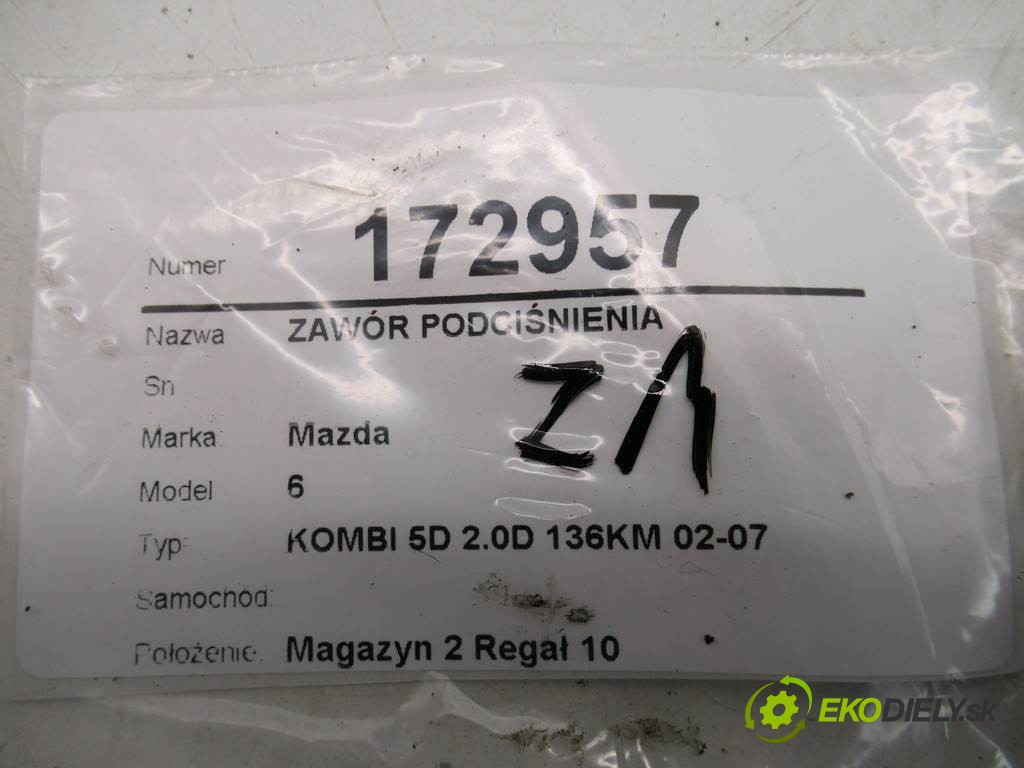 Numer 172957
Nazwa ZAWÓR PODCIŚNIENIA
Sn
Marka: Mazda
Model 6
Typ: KOMBI 5D 2.0D 136KM 02-07
Samochód:
Położenie: Magazyn 2 Regał 10
EKODIELY.sk